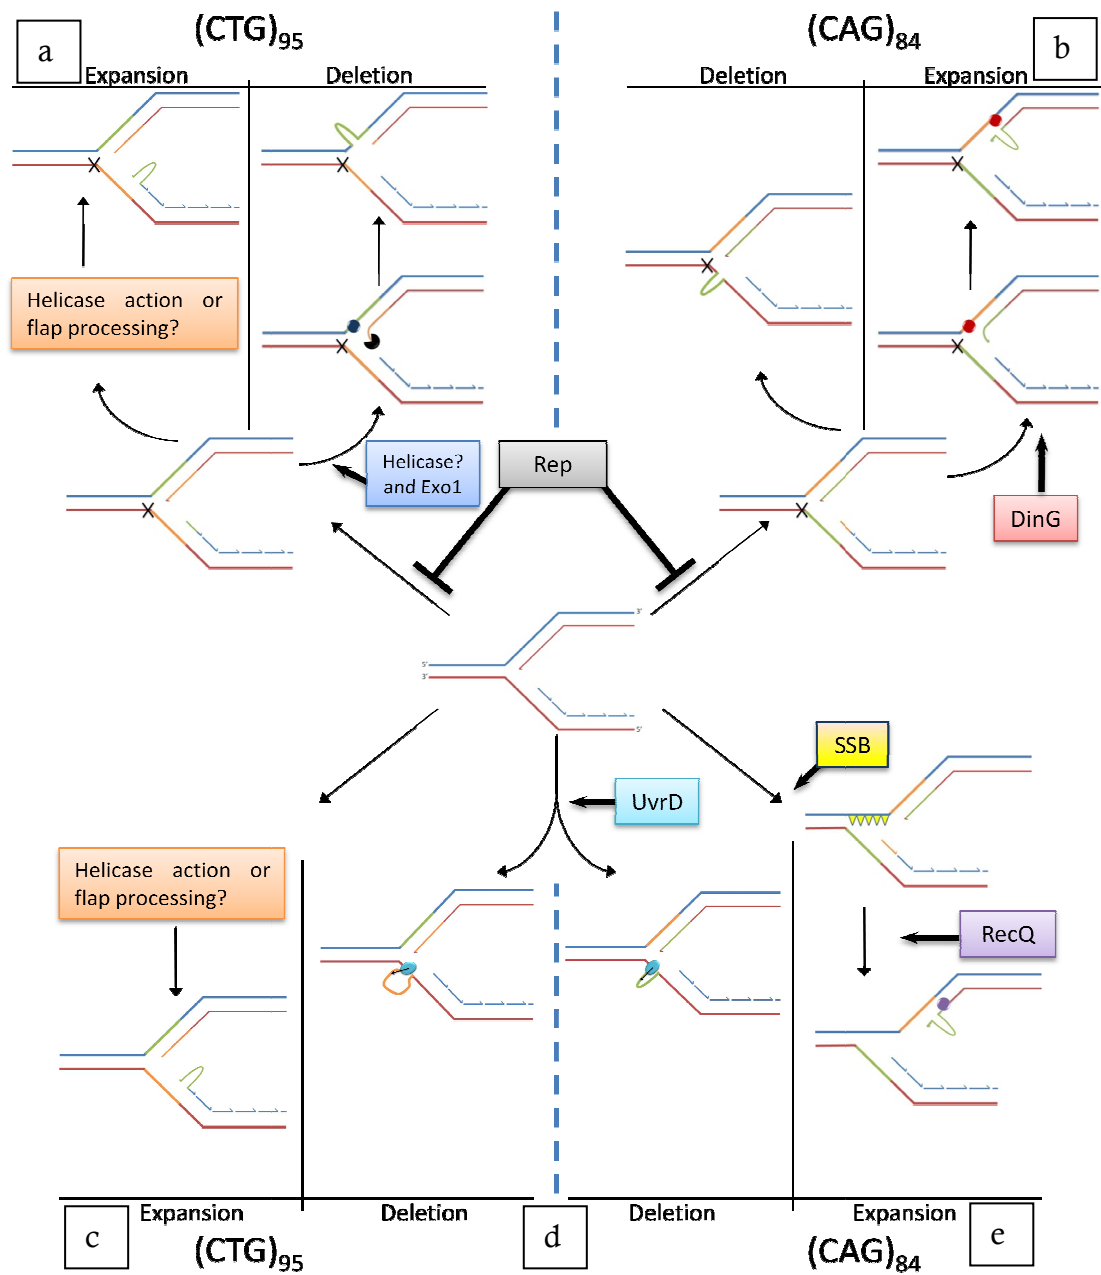 a
(CTG)95
(CAG)84
b
Expansion
Deletion
Deletion
Expansion
Helicase action or
flap processing?
Helicase?
and Exo1
Rep
DinG
3'
5'
3'
5'
SSB
UvrD
Helicase action or
flap processing?
RecQ
Expansion
Deletion
Deletion
Expansion
c
(CTG)95
d
(CAG)84
e